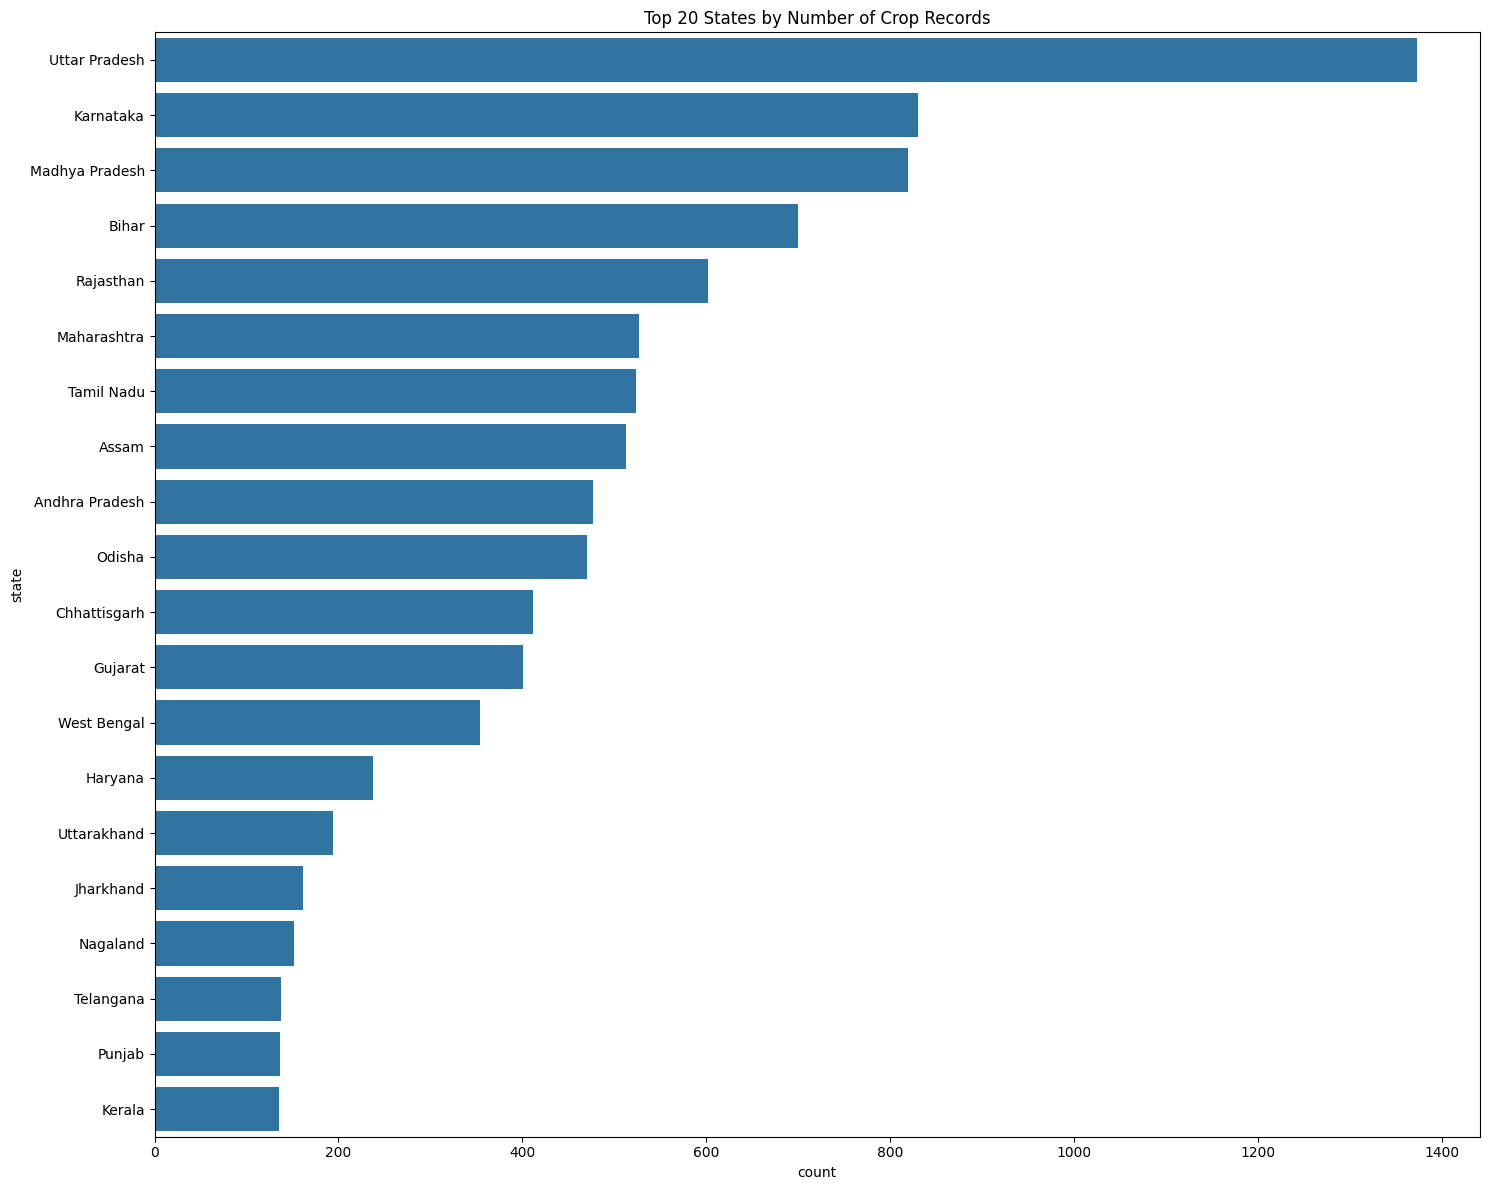 Top 20 States by Number of Crop Records
Uttar Pradesh
Karnataka
Madhya Pradesh
Bihar
Rajasthan
Maharashtra
Tamil Nadu
Assam
Andhra Pradesh
Odisha
Chhattisgarh
Gujarat
West Bengal
Haryana
Uttarakhand
Jharkhand
Nagaland
Telangana
Punjab
Kerala
state
0 200 400 600 800 1000 1200 1400
count